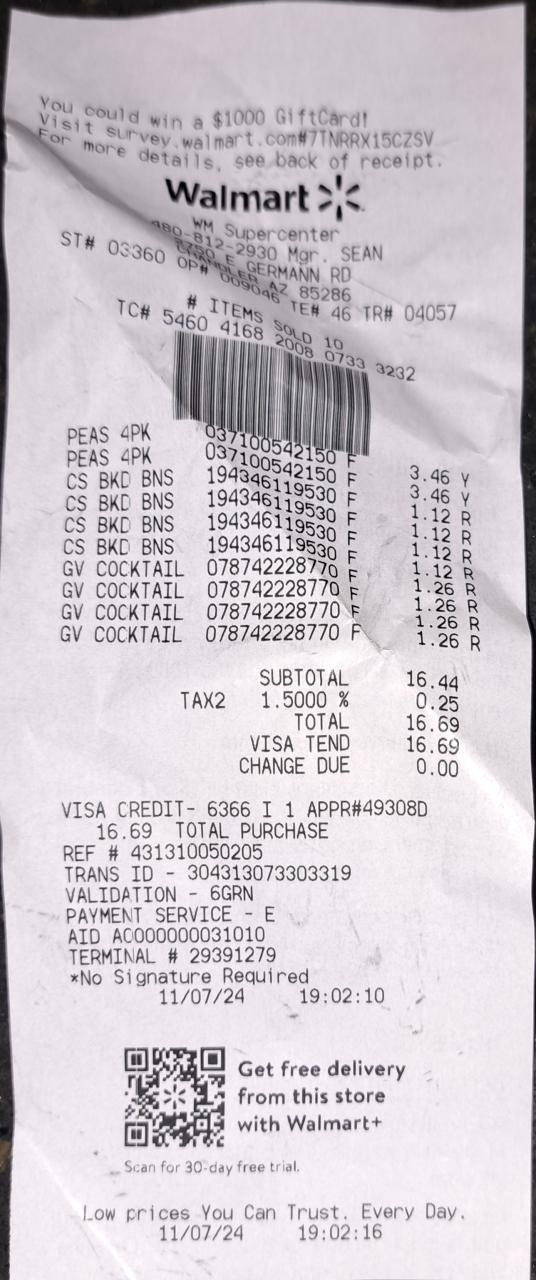 You could win a $1000 GiftCard!
Visit survey.walmart.com#7TNRRX15CZSV
For more details, see back of receipt.
Walmart
WM Supercenter
480-812-2930 Mgr. SEAN
2750 E GERMANN RD
CHANDLER AZ 85286
ST# 03360 OP# 009046 TE# 46 TR# 04057
# ITEMS SOLD 10
TC# 5460 4168 2008 0733 3232
PEAS 4PK 037100542150 F 3.46 Y
PEAS 4PK 037100542150 F 3.46 Y
CS BKD BNS 194346119530 F 1.12 R
CS BKD BNS 194346119530 F 1.12 R
CS BKD BNS 194346119530 F 1.12 R
CS BKD BNS 194346119530 F 1.12 R
GV COCKTAIL 078742228770 F 1.26 R
GV COCKTAIL 078742228770 F 1.26 R
GV COCKTAIL 078742228770 F 1.26 R
GV COCKTAIL 078742228770 F 1.26 R
SUBTOTAL 16.44
TAX2 1.5000 % 0.25
TOTAL 16.69
VISA TEND 16.69
CHANGE DUE 0.00
VISA CREDIT- 6366 I 1 APPR#49308D
16.69 TOTAL PURCHASE
REF # 431310050205
TRANS ID - 304313073303319
VALIDATION - 6GRN
PAYMENT SERVICE - E
AID A0000000031010
TERMINAL # 29391279
*No Signature Required
11/07/24 19:02:10
Get free delivery
from this store
with Walmart+
Scan for 30-day free trial.
Low prices You Can Trust. Every Day.
11/07/24 19:02:16